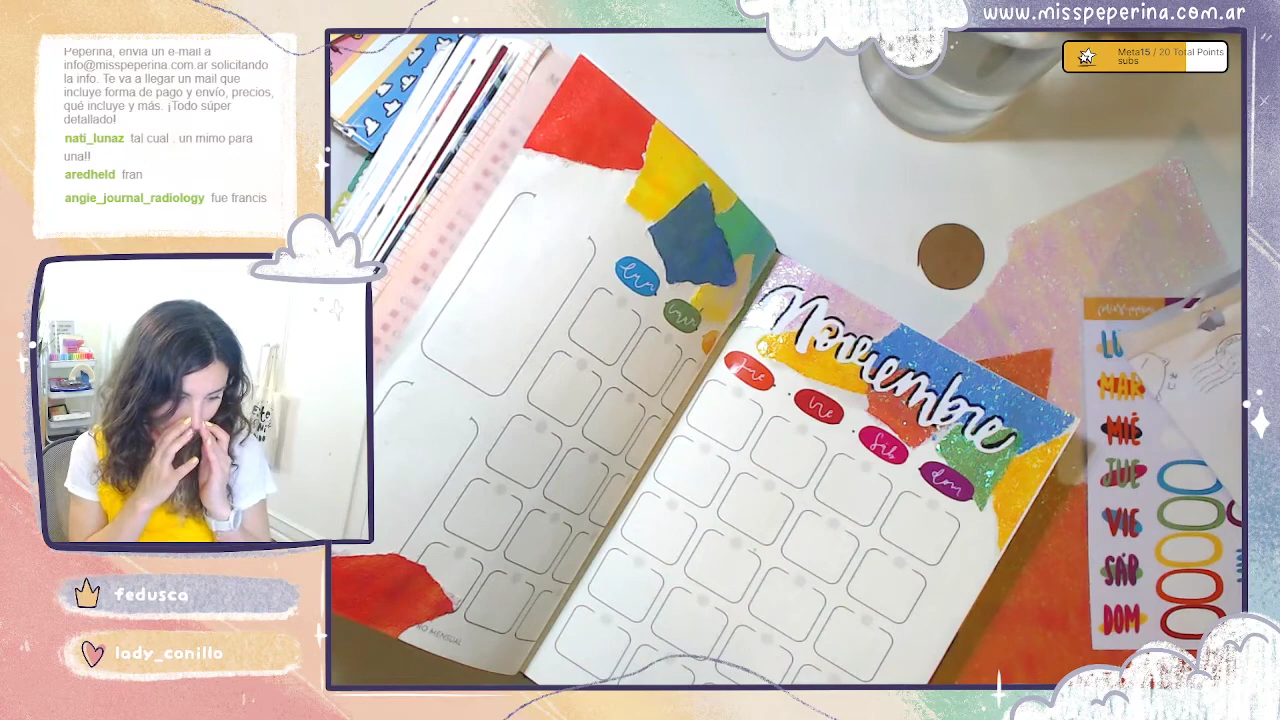 www.misspeperina.com.ar
Peperina, envia un e-mail a
info@misspeperina.com.ar solicitando
la info. Te va a llegar un mail que
incluye forma de pago y envío, precios,
qué incluye y más. ¡Todo súper
detallado!
nati_lunaz tal cual . un mimo para
una!!
aredheld fran
angie_journal_radiology fue francis
Meta15 / 20 Total Points
subs
Noviembre
lun
mar
jue
vie
sáb
dom
LU
MAR
MIÉ
JUE
VIE
SÁB
DOM
MENSUAL
fedusca
lady_conillo